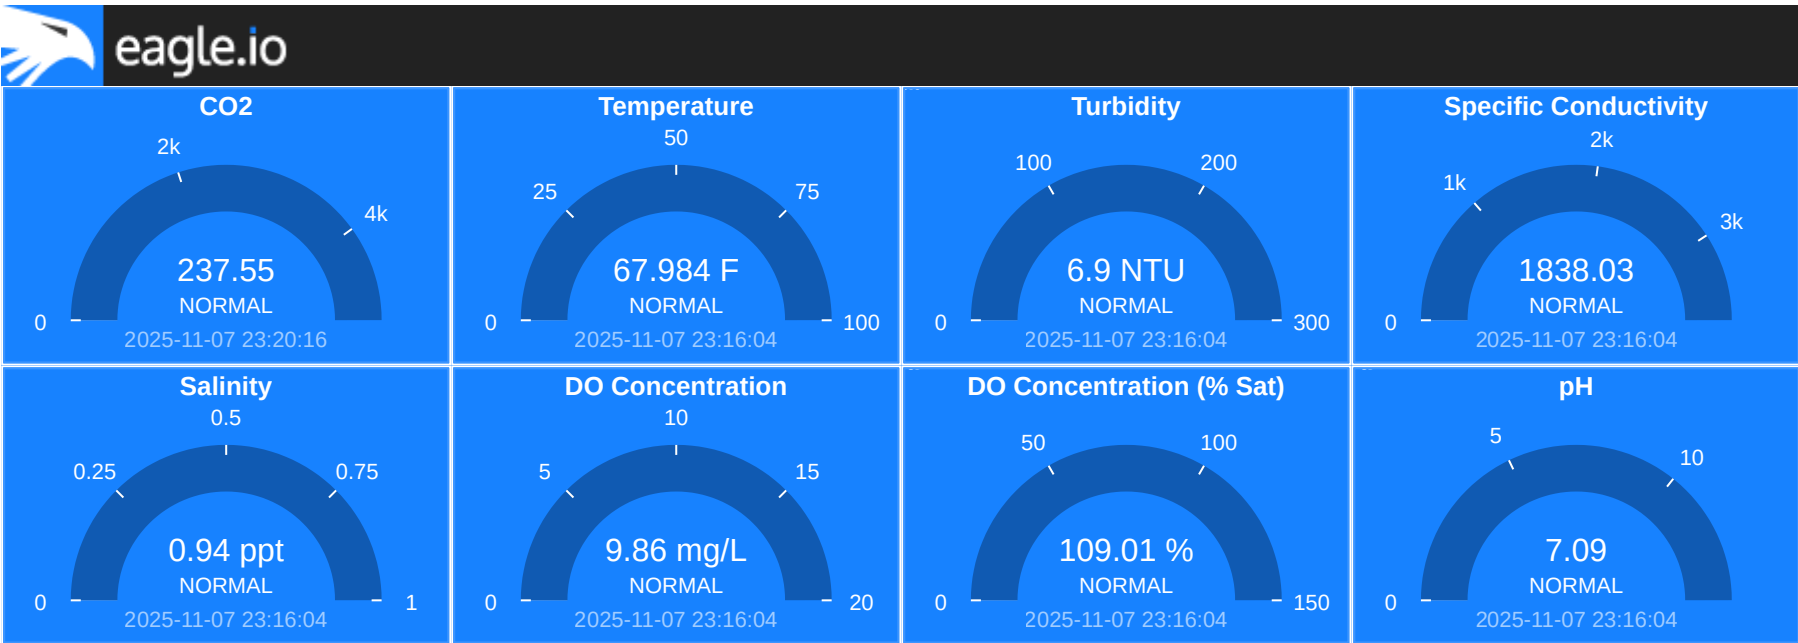 eagle.io
CO2
2k
4k
0
237.55
NORMAL
2025-11-07 23:20:16
Temperature
50
25
75
0
100
67.984 F
NORMAL
2025-11-07 23:16:04
Turbidity
100
200
0
300
6.9 NTU
NORMAL
2025-11-07 23:16:04
Specific Conductivity
2k
1k
3k
0
1838.03
NORMAL
2025-11-07 23:16:04
Salinity
0.5
0.25
0.75
0
1
0.94 ppt
NORMAL
2025-11-07 23:16:04
DO Concentration
10
5
15
0
20
9.86 mg/L
NORMAL
2025-11-07 23:16:04
DO Concentration (% Sat)
50
100
0
150
109.01 %
NORMAL
2025-11-07 23:16:04
pH
5
10
0
7.09
NORMAL
2025-11-07 23:16:04